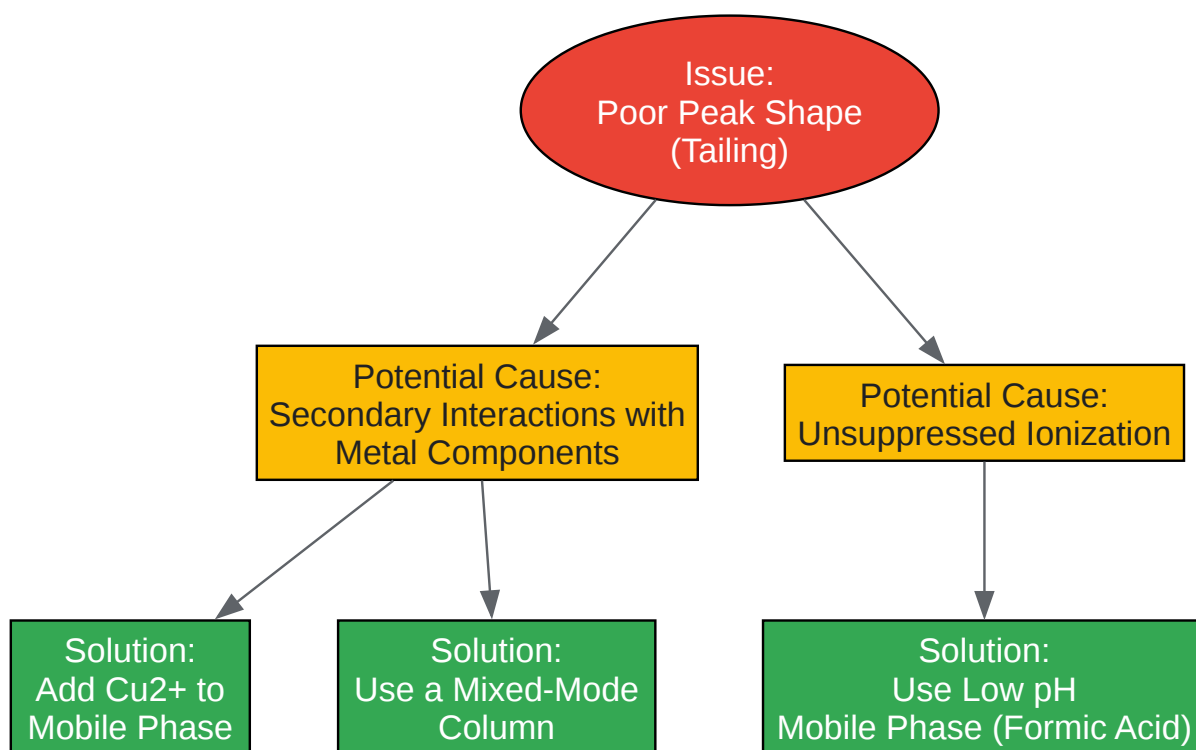 Issue:
Poor Peak Shape
(Tailing)
Potential Cause:
Secondary Interactions with
Metal Components
Potential Cause:
Unsuppressed Ionization
Solution:
Add Cu2+ to
Mobile Phase
Solution:
Use a Mixed-Mode
Column
Solution:
Use Low pH
Mobile Phase (Formic Acid)